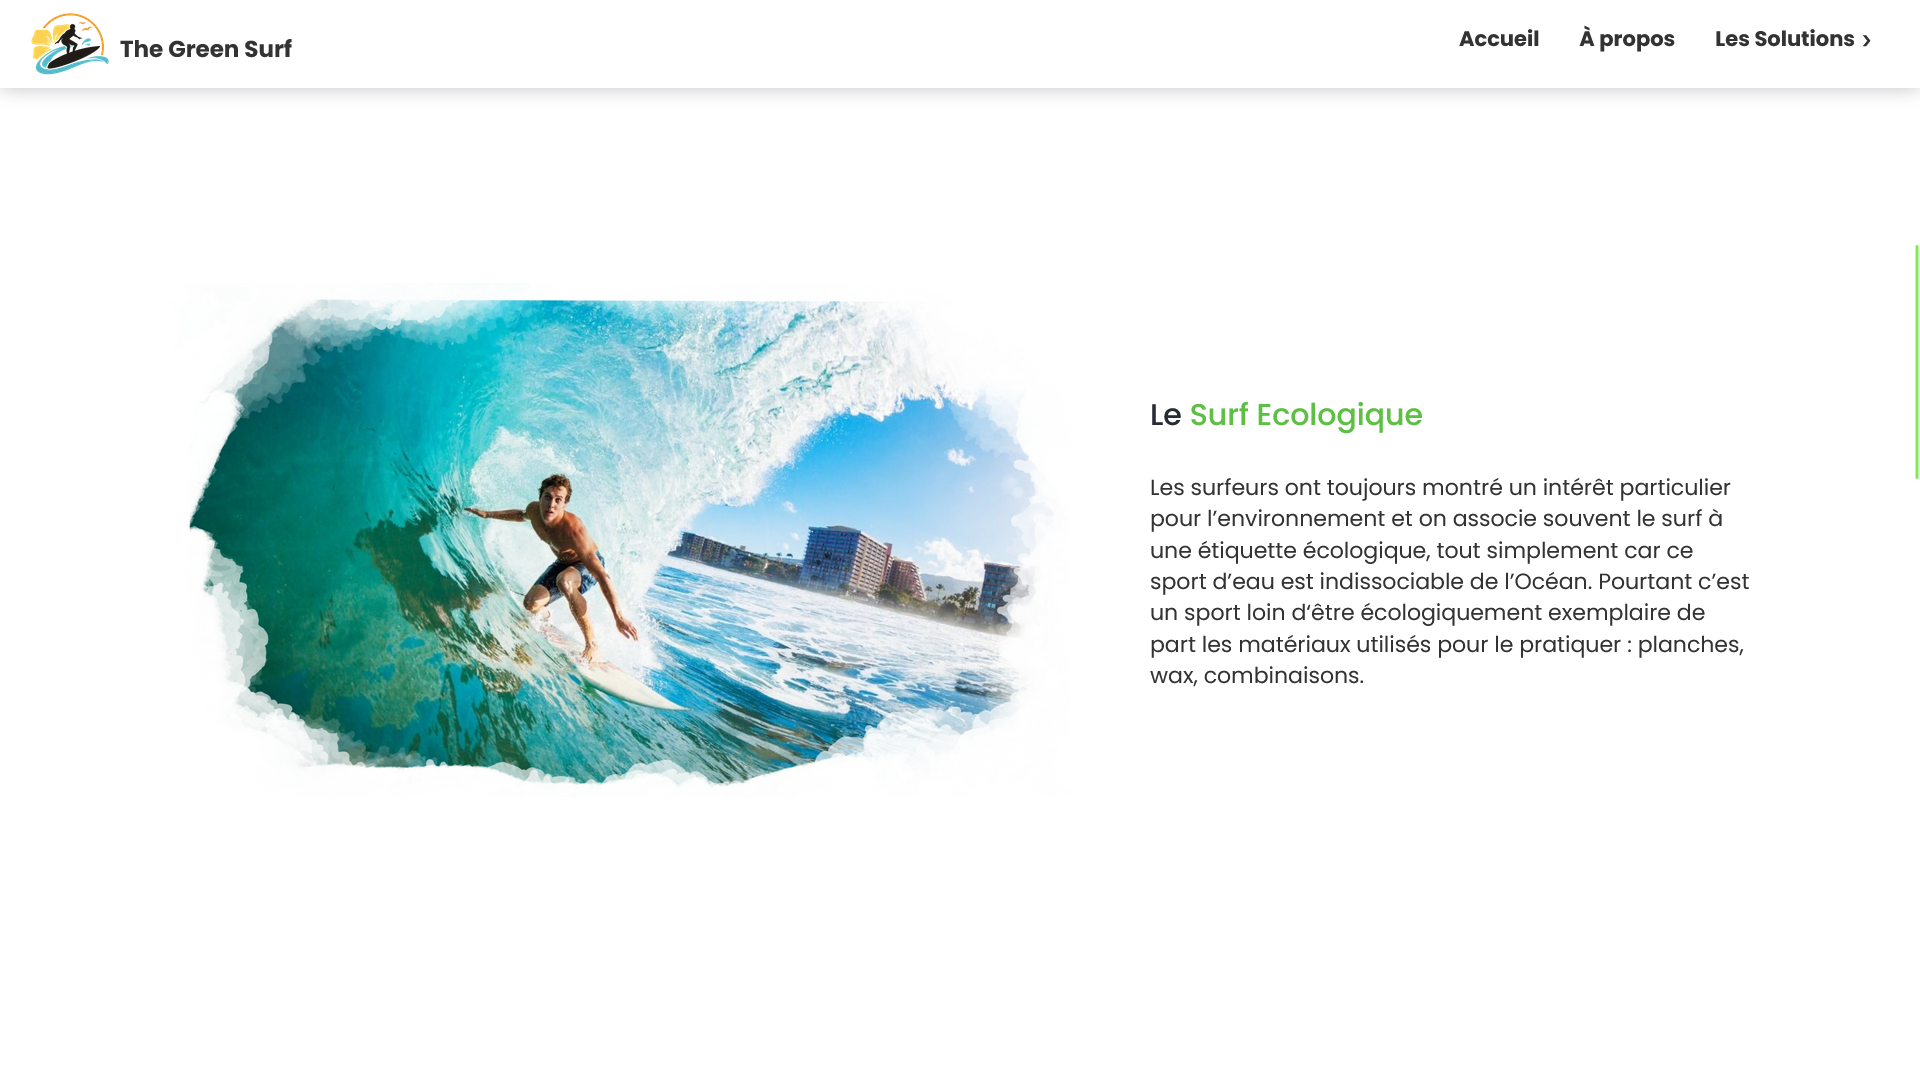 The Green Surf
Accueil
À propos
Les Solutions ›
Le Surf Ecologique
Les surfeurs ont toujours montré un intérêt particulier
pour l’environnement et on associe souvent le surf à
une étiquette écologique, tout simplement car ce
sport d’eau est indissociable de l’Océan. Pourtant c’est
un sport loin d‘être écologiquement exemplaire de
part les matériaux utilisés pour le pratiquer : planches,
wax, combinaisons.